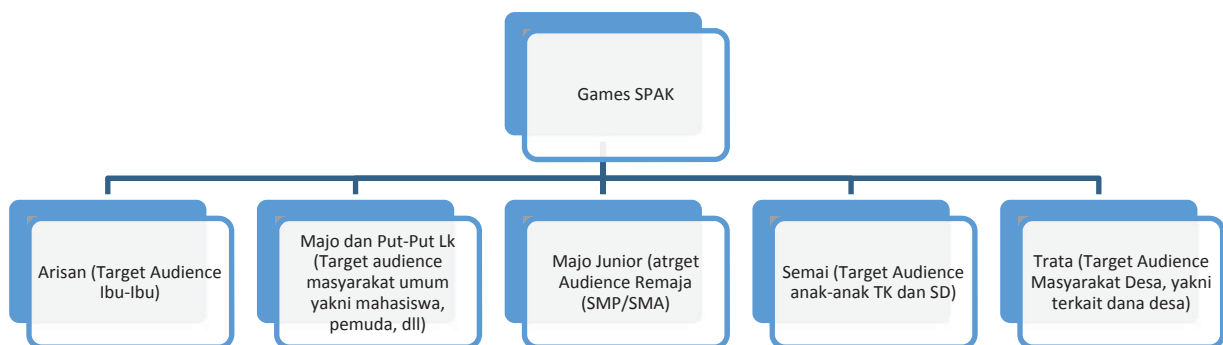 Games SPAK
Arisan (Target Audience
Ibu-Ibu)
Majo dan Put-Put Lk
(Target audience
masyarakat umum
yakni mahasiswa,
pemuda, dll)
Majo Junior (atrget
Audience Remaja
(SMP/SMA)
Semai (Target Audience
anak-anak TK dan SD)
Trata (Target Audience
Masyarakat Desa, yakni
terkait dana desa)